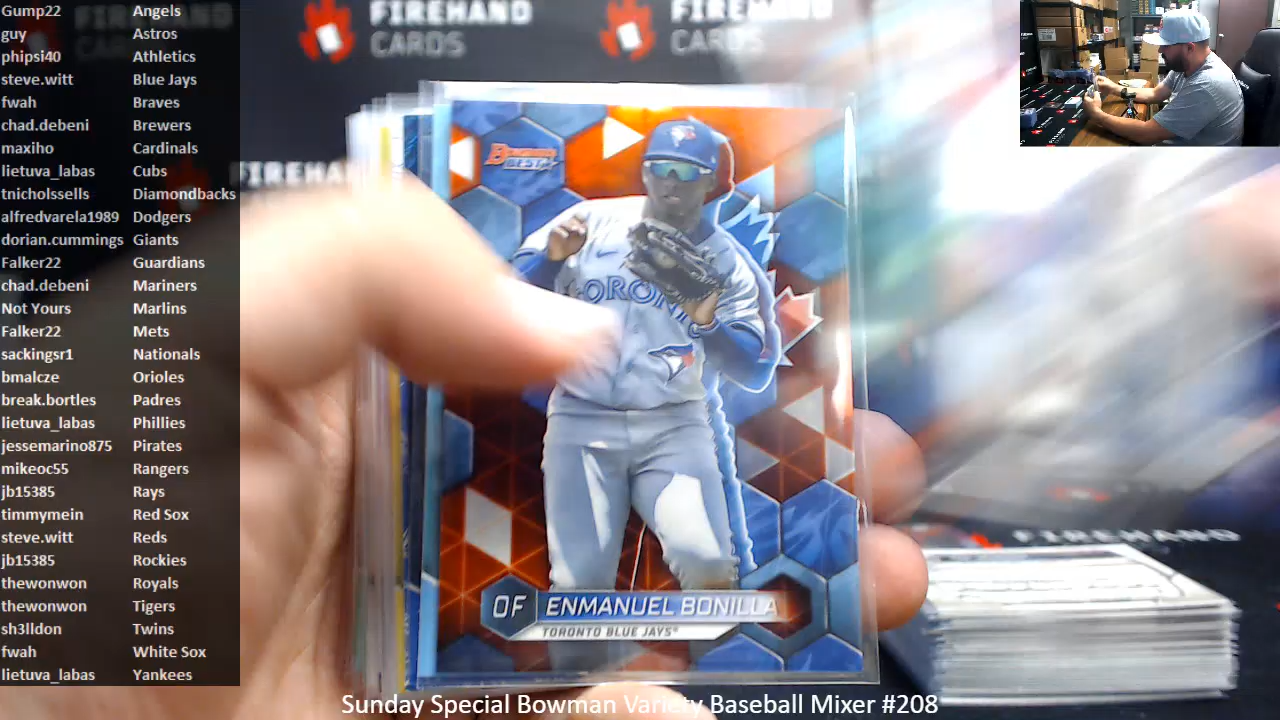 Gump22 Angels
guy Astros
phipsi40 Athletics
steve.witt Blue Jays
fwah Braves
chad.debeni Brewers
maxiho Cardinals
lietuva_labas Cubs
tnicholssells Diamondbacks
alfredvarela1989 Dodgers
dorian.cummings Giants
Falker22 Guardians
chad.debeni Mariners
Not Yours Marlins
Falker22 Mets
sackingsr1 Nationals
bmalcze Orioles
break.bortles Padres
lietuva_labas Phillies
jessemarino875 Pirates
mikeoc55 Rangers
jb15385 Rays
timmymein Red Sox
steve.witt Reds
jb15385 Rockies
thewonwon Royals
thewonwon Tigers
sh3lldon Twins
fwah White Sox
lietuva_labas Yankees
FIREHAND
CARDS
FIREHAND
CARDS
FIREHAND
BOWMAN
BEST
TORONTO
OF ENMANUEL BONILLA
TORONTO BLUE JAYS®
FIREHAND
Sunday Special Bowman Variety Baseball Mixer #208